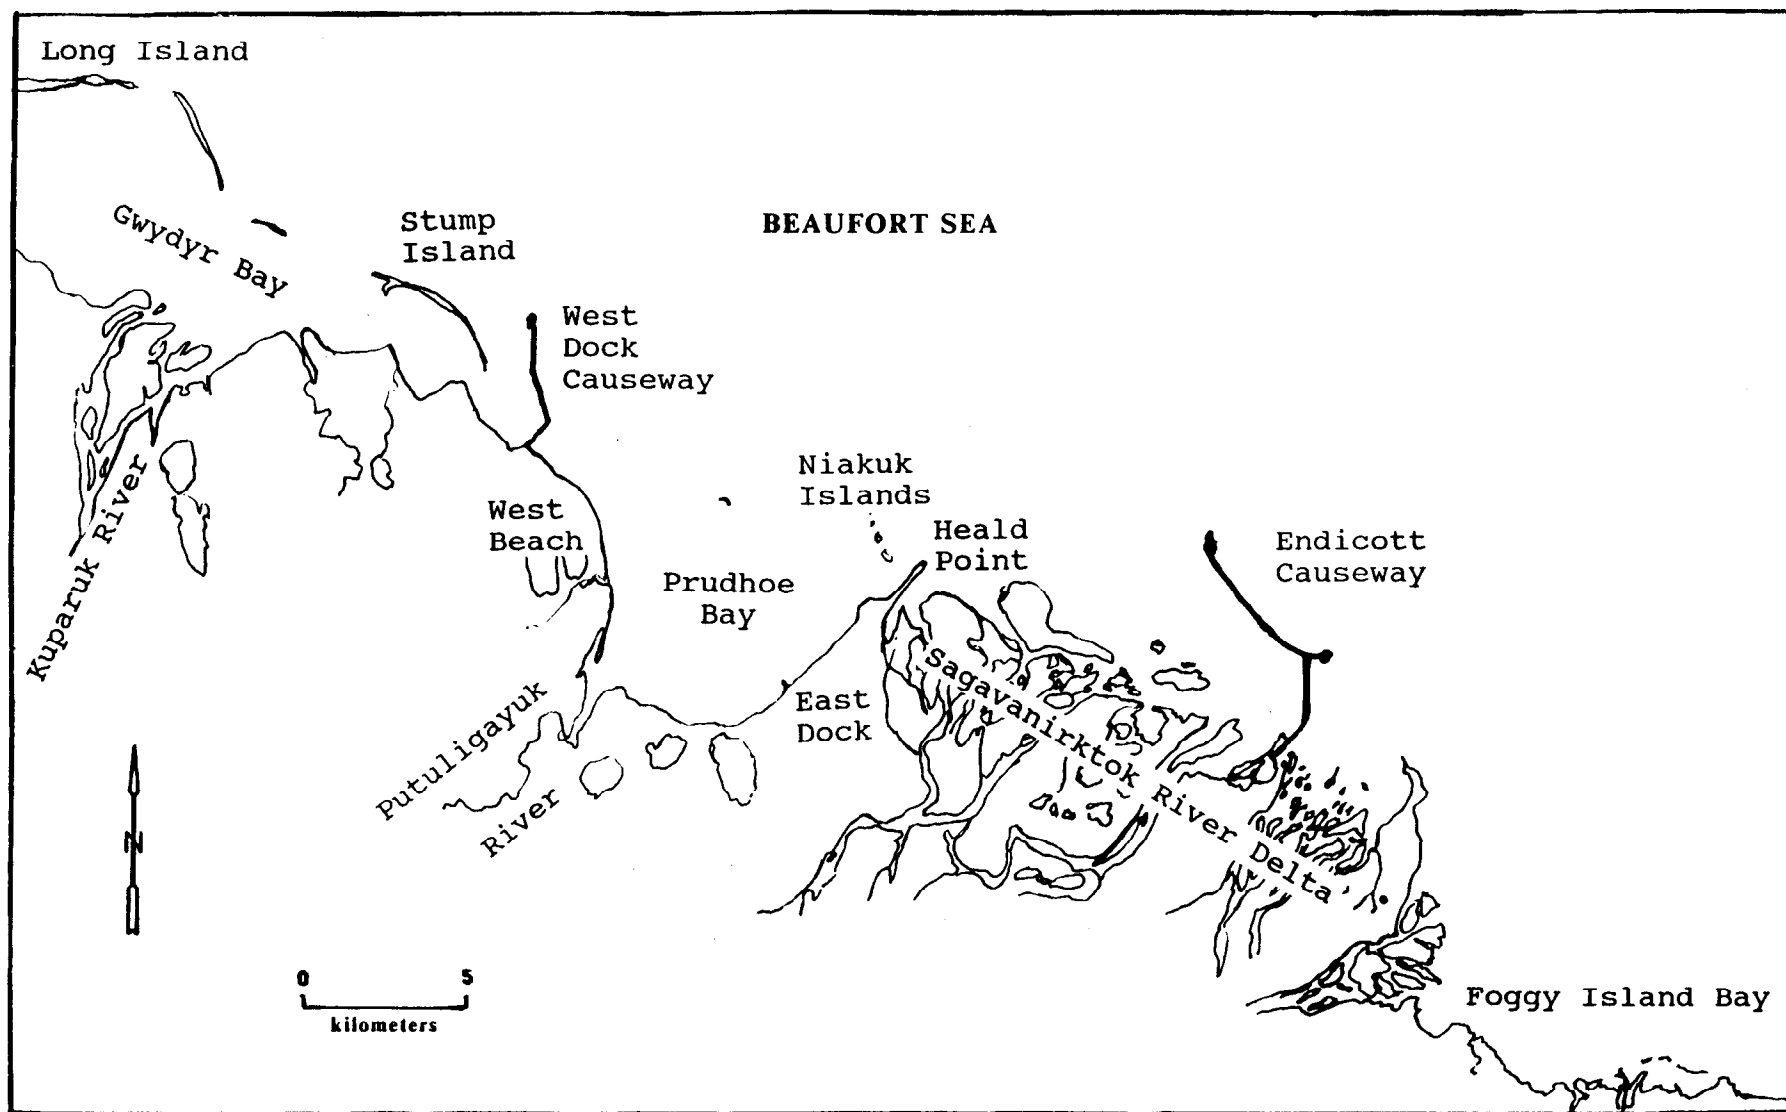 Long Island
Gwydyr Bay
Stump
Island
BEAUFORT SEA
West
Dock
Causeway
Niakuk
Islands
West
Beach
Heald
Point
Endicott
Causeway
Prudhoe
Bay
Kuparuk River
East
Dock
Sagavanirktok River Delta
Putuligayuk
River
N
0 5
kilometers
Foggy Island Bay